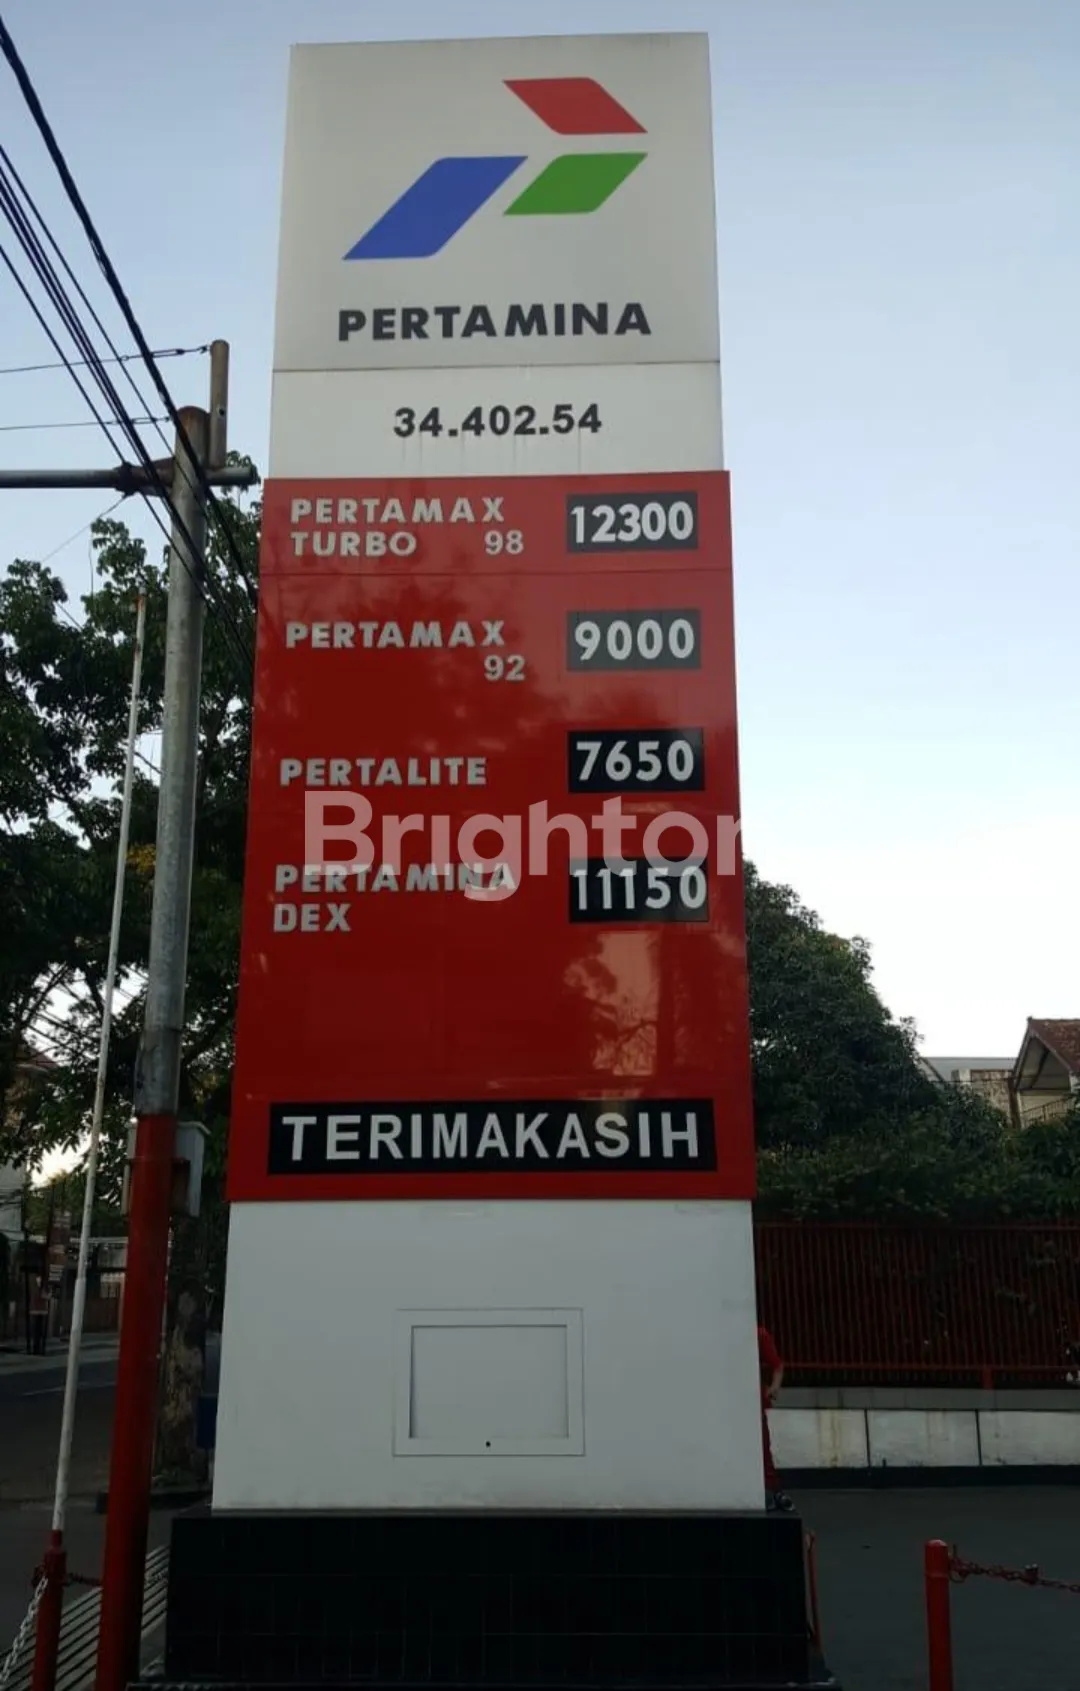 PERTAMINA
34.402.54
PERTAMAX
TURBO 98 12300
PERTAMAX
92 9000
PERTALITE 7650
Brighton
PERTAMINA
DEX 11150
TERIMAKASIH